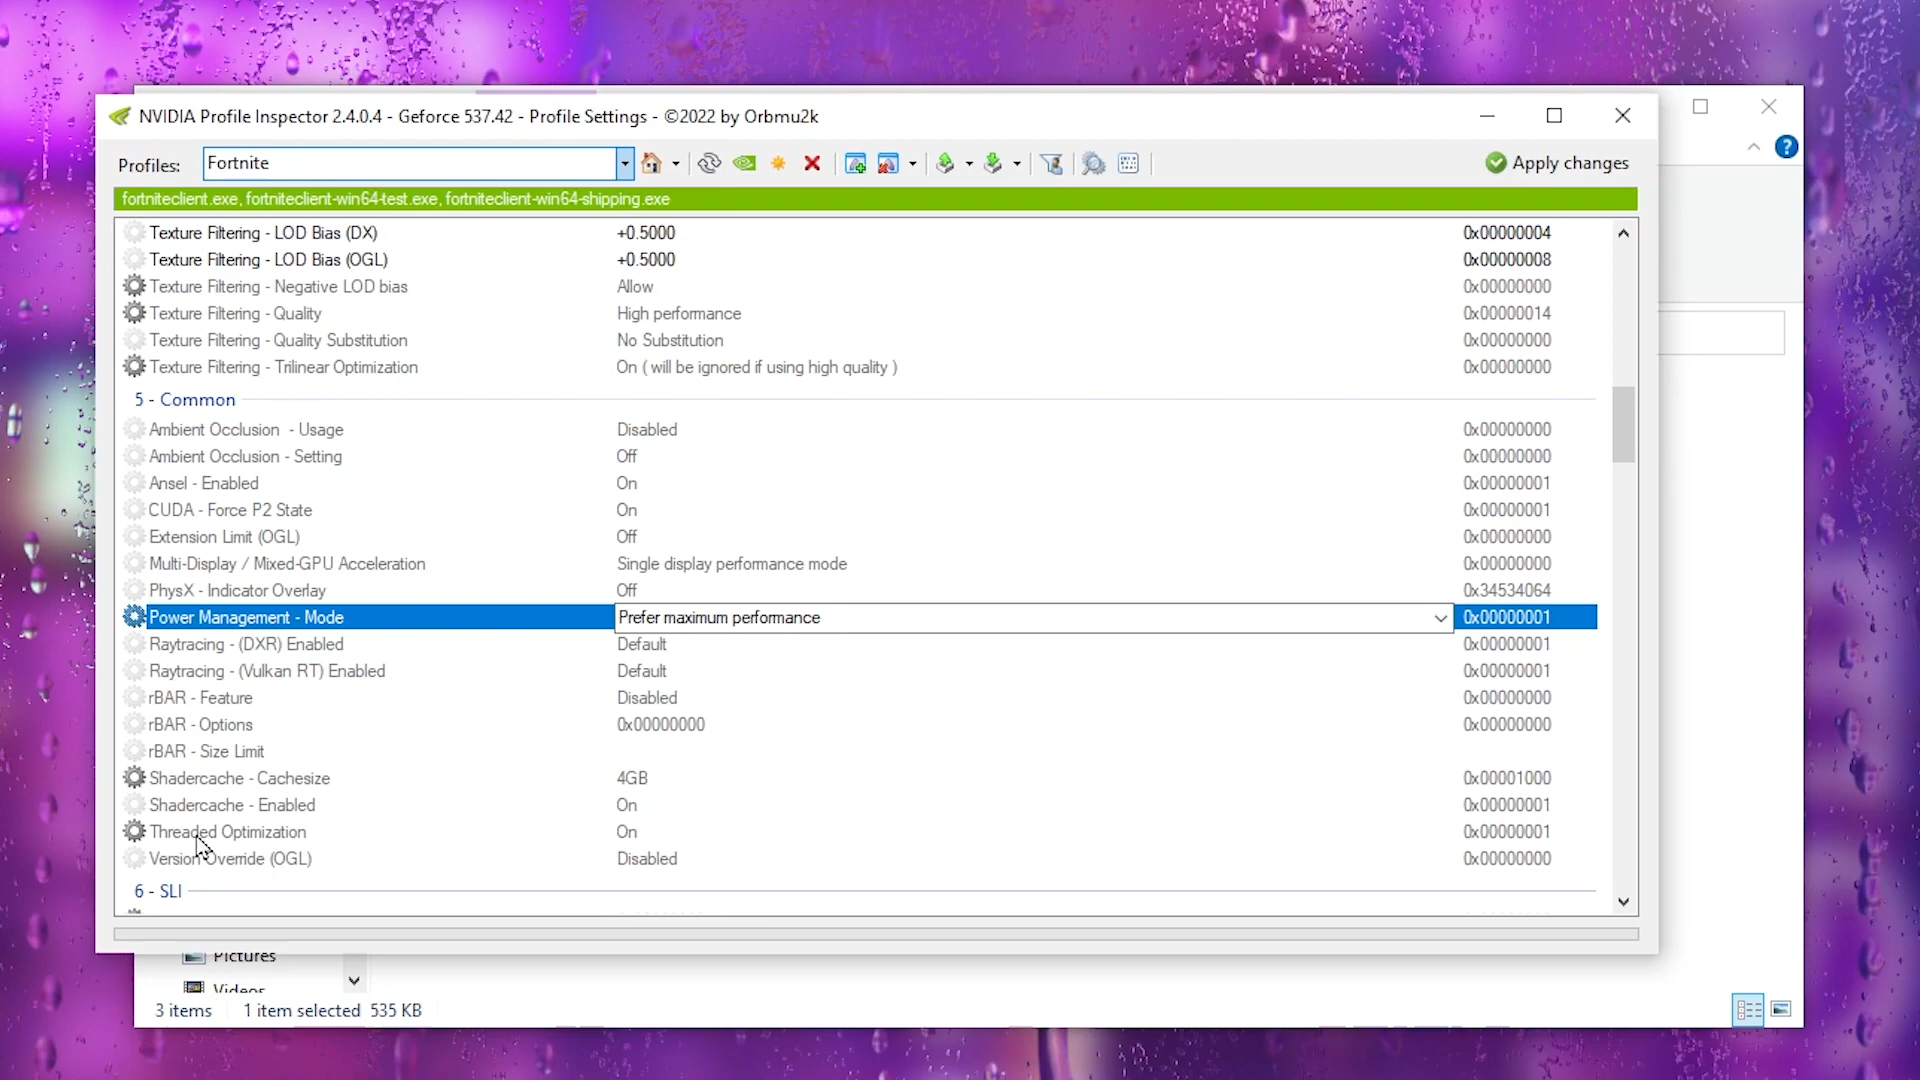 NVIDIA Profile Inspector 2.4.0.4 - Geforce 537.42 - Profile Settings - ©2022 by Orbmu2k
Profiles: Fortnite Apply changes
fortniteclient.exe, fortniteclient-win64-test.exe, fortniteclient-win64-shipping.exe
Texture Filtering - LOD Bias (DX) +0.5000 0x00000004
Texture Filtering - LOD Bias (OGL) +0.5000 0x00000008
Texture Filtering - Negative LOD bias Allow 0x00000000
Texture Filtering - Quality High performance 0x00000014
Texture Filtering - Quality Substitution No Substitution 0x00000000
Texture Filtering - Trilinear Optimization On ( will be ignored if using high quality ) 0x00000000
5 - Common
Ambient Occlusion - Usage Disabled 0x00000000
Ambient Occlusion - Setting Off 0x00000000
Ansel - Enabled On 0x00000001
CUDA - Force P2 State On 0x00000001
Extension Limit (OGL) Off 0x00000000
Multi-Display / Mixed-GPU Acceleration Single display performance mode 0x00000000
PhysX - Indicator Overlay Off 0x34534064
Power Management - Mode Prefer maximum performance 0x00000001
Raytracing - (DXR) Enabled Default 0x00000001
Raytracing - (Vulkan RT) Enabled Default 0x00000001
rBAR - Feature Disabled 0x00000000
rBAR - Options 0x00000000 0x00000000
rBAR - Size Limit
Shadercache - Cachesize 4GB 0x00001000
Shadercache - Enabled On 0x00000001
Threaded Optimization On 0x00000001
Version Override (OGL) Disabled 0x00000000
6 - SLI
Pictures
Videos
3 items 1 item selected 535 KB